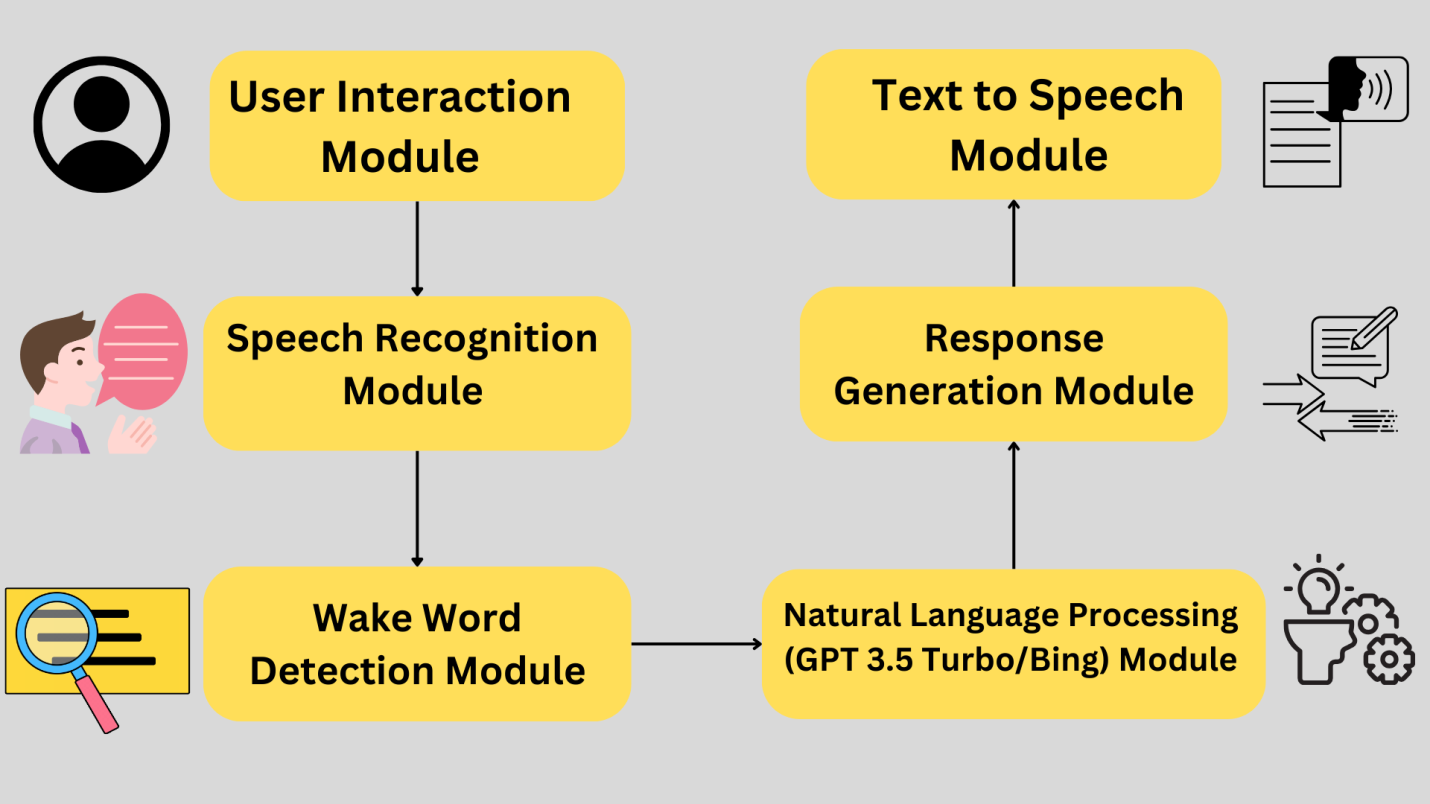 User Interaction
Module
Speech Recognition
Module
Wake Word
Detection Module
Natural Language Processing
(GPT 3.5 Turbo/Bing) Module
Response
Generation Module
Text to Speech
Module